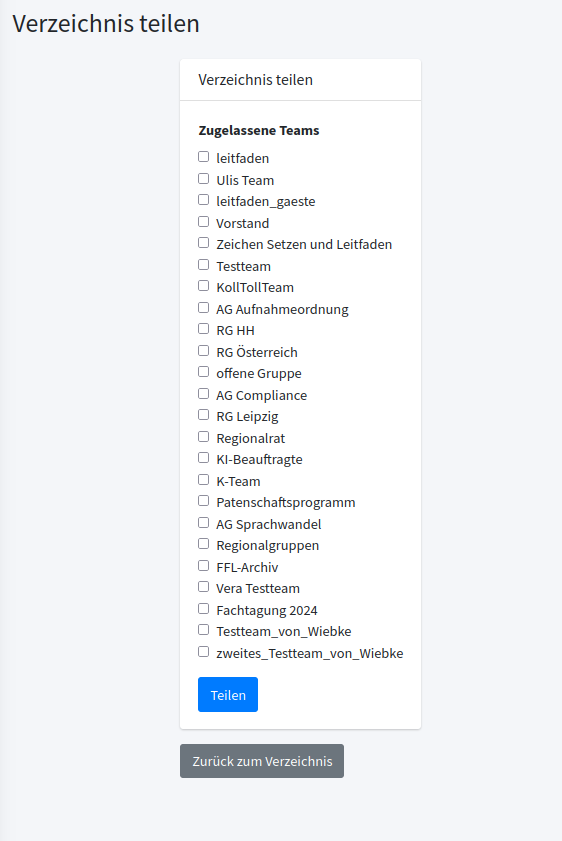 Verzeichnis teilen
Verzeichnis teilen
Zugelassene Teams
leitfaden
Ulis Team
leitfaden_gaeste
Vorstand
Zeichen Setzen und Leitfaden
Testteam
KollTollTeam
AG Aufnahmeordnung
RG HH
RG Österreich
offene Gruppe
AG Compliance
RG Leipzig
Regionalrat
KI-Beauftragte
K-Team
Patenschaftsprogramm
AG Sprachwandel
Regionalgruppen
FFL-Archiv
Vera Testteam
Fachtagung 2024
Testteam_von_Wiebke
zweites_Testteam_von_Wiebke
Teilen
Zurück zum Verzeichnis